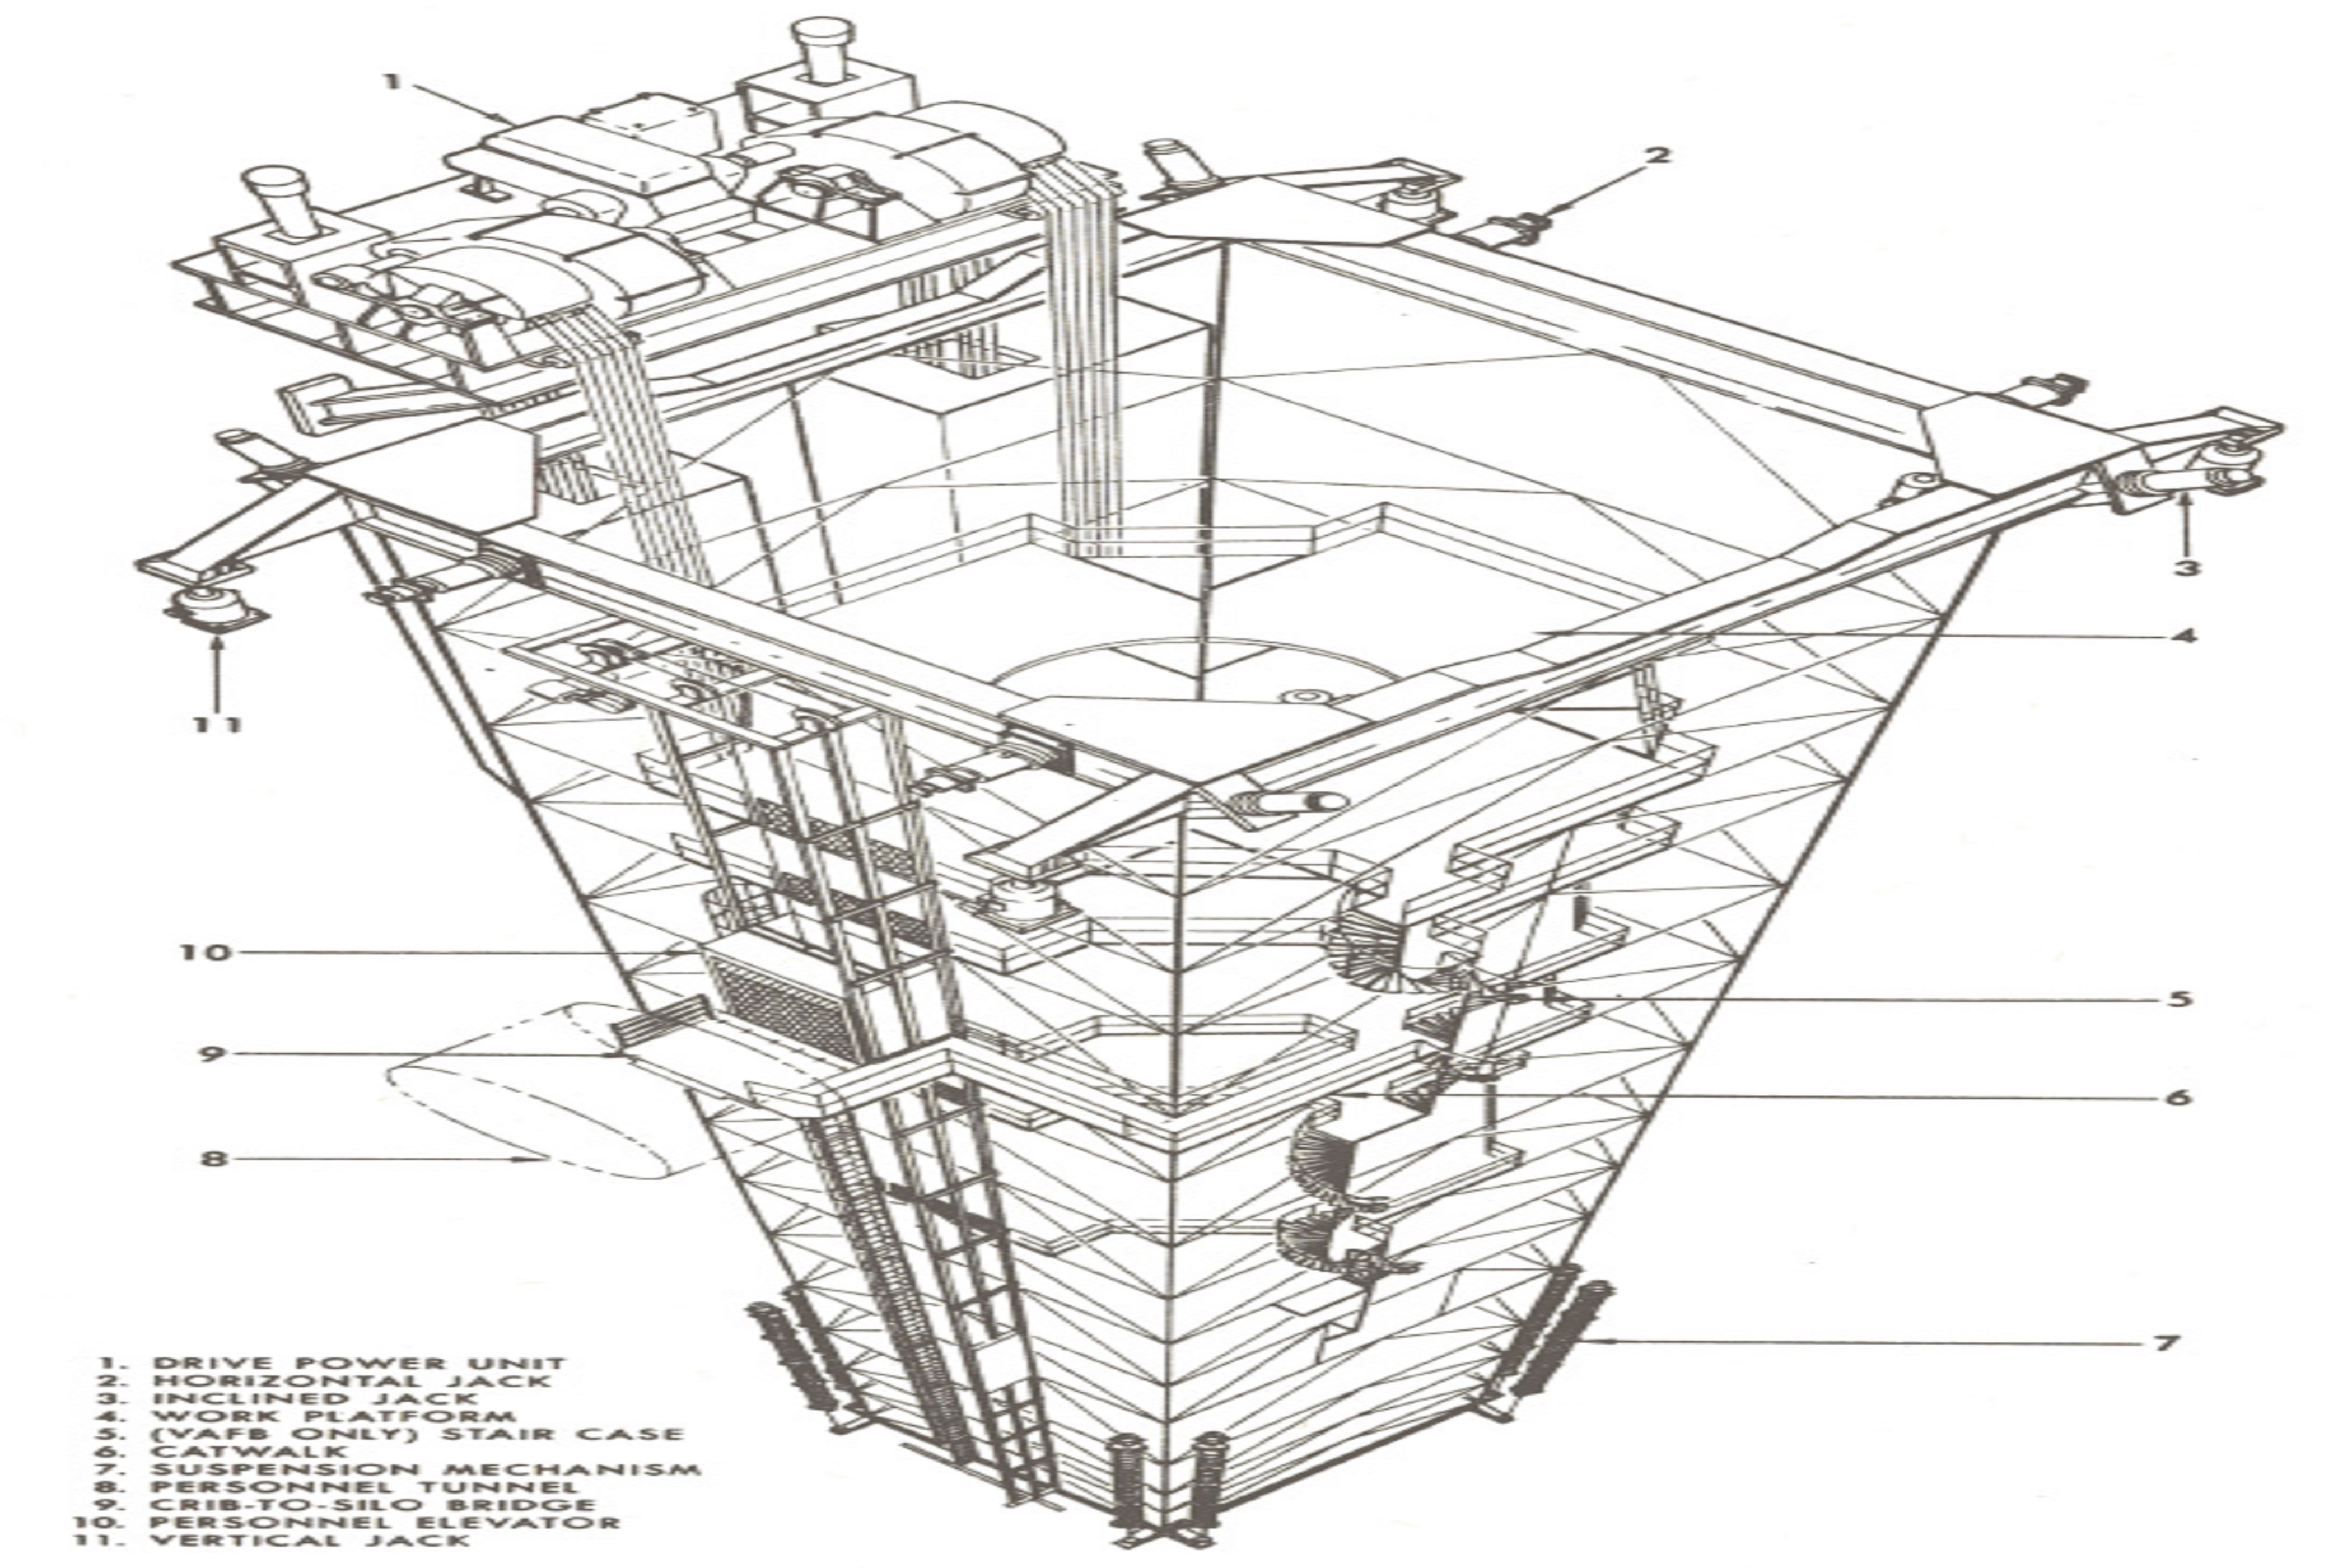 1
2
3
4
11
10
5
9
6
8
7
1. DRIVE POWER UNIT
2. HORIZONTAL JACK
3. INCLINED JACK
4. WORK PLATFORM
5. (VAFB ONLY) STAIR CASE
6. CATWALK
7. SUSPENSION MECHANISM
8. PERSONNEL TUNNEL
9. CRIB-TO-SILO BRIDGE
10. PERSONNEL ELEVATOR
11. VERTICAL JACK